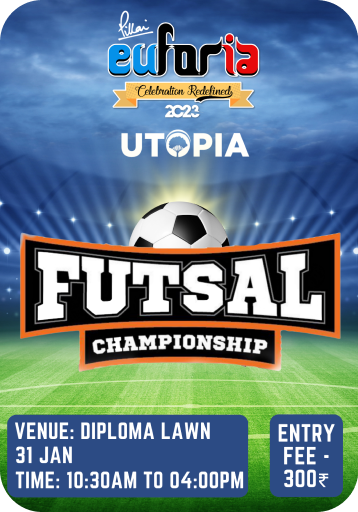 Pillai
euforia
Celebration Redefined
2023
UTOPIA
FUTSAL
CHAMPIONSHIP
VENUE: DIPLOMA LAWN
31 JAN
TIME: 10:30AM TO 04:00PM
ENTRY
FEE -
300₹